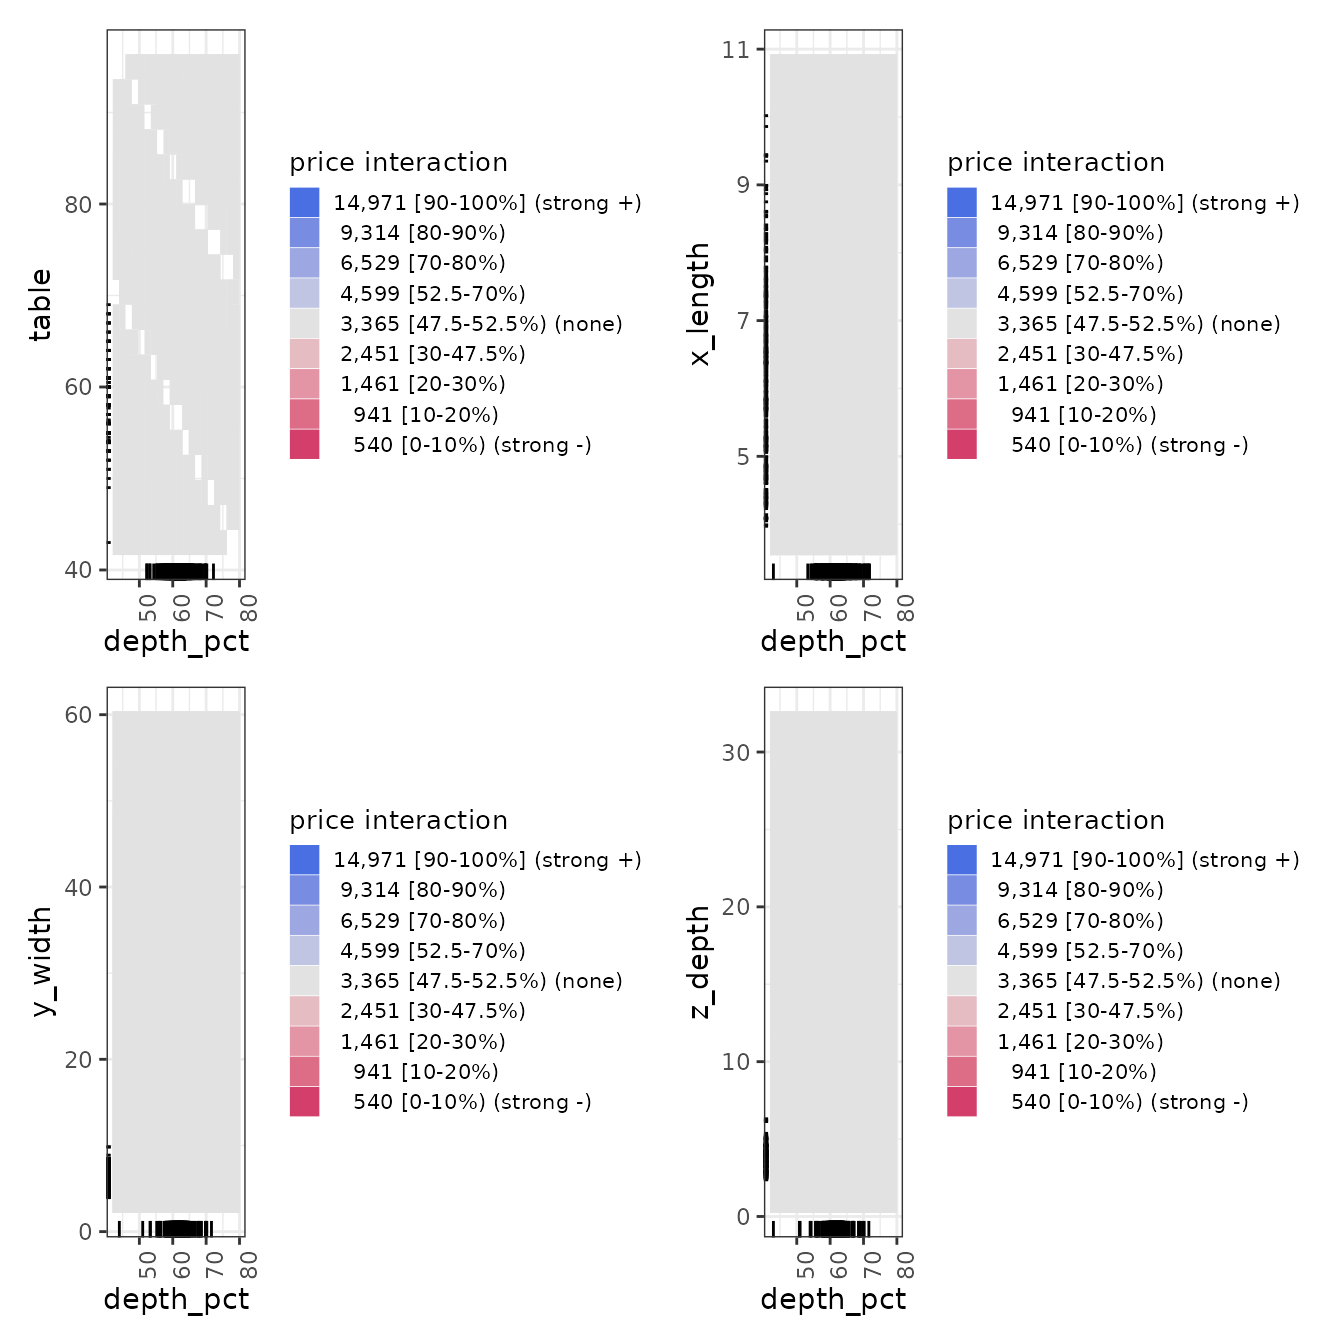 table
80
60
40
50
60
70
80
depth_pct
price interaction
14,971 [90-100%] (strong +)
9,314 [80-90%)
6,529 [70-80%)
4,599 [52.5-70%)
3,365 [47.5-52.5%) (none)
2,451 [30-47.5%)
1,461 [20-30%)
941 [10-20%)
540 [0-10%) (strong -)
x_length
11
9
7
5
50
60
70
80
depth_pct
price interaction
14,971 [90-100%] (strong +)
9,314 [80-90%)
6,529 [70-80%)
4,599 [52.5-70%)
3,365 [47.5-52.5%) (none)
2,451 [30-47.5%)
1,461 [20-30%)
941 [10-20%)
540 [0-10%) (strong -)
y_width
60
40
20
0
50
60
70
80
depth_pct
price interaction
14,971 [90-100%] (strong +)
9,314 [80-90%)
6,529 [70-80%)
4,599 [52.5-70%)
3,365 [47.5-52.5%) (none)
2,451 [30-47.5%)
1,461 [20-30%)
941 [10-20%)
540 [0-10%) (strong -)
z_depth
30
20
10
0
50
60
70
80
depth_pct
price interaction
14,971 [90-100%] (strong +)
9,314 [80-90%)
6,529 [70-80%)
4,599 [52.5-70%)
3,365 [47.5-52.5%) (none)
2,451 [30-47.5%)
1,461 [20-30%)
941 [10-20%)
540 [0-10%) (strong -)